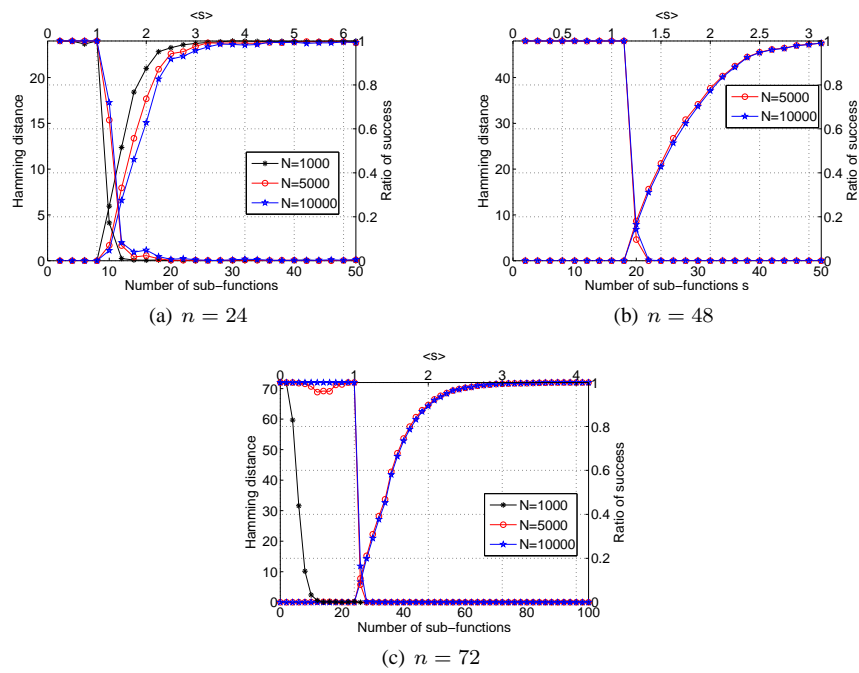 <s>
0 1 2 3 4 5 6
Hamming distance
0 5 10 15 20
Ratio of success
0 0.2 0.4 0.6 0.8 1
N=1000
N=5000
N=10000
0 10 20 30 40 50
Number of sub-functions
(a) n = 24
<s>
0 0.5 1 1.5 2 2.5 3
Hamming distance
0 10 20 30 40
Ratio of success
0 0.2 0.4 0.6 0.8 1
N=5000
N=10000
0 10 20 30 40 50
Number of sub-functions s
(b) n = 48
<s>
0 1 2 3 4
Hamming distance
0 10 20 30 40 50 60 70
Ratio of success
0 0.2 0.4 0.6 0.8 1
N=1000
N=5000
N=10000
0 20 40 60 80 100
Number of sub-functions
(c) n = 72